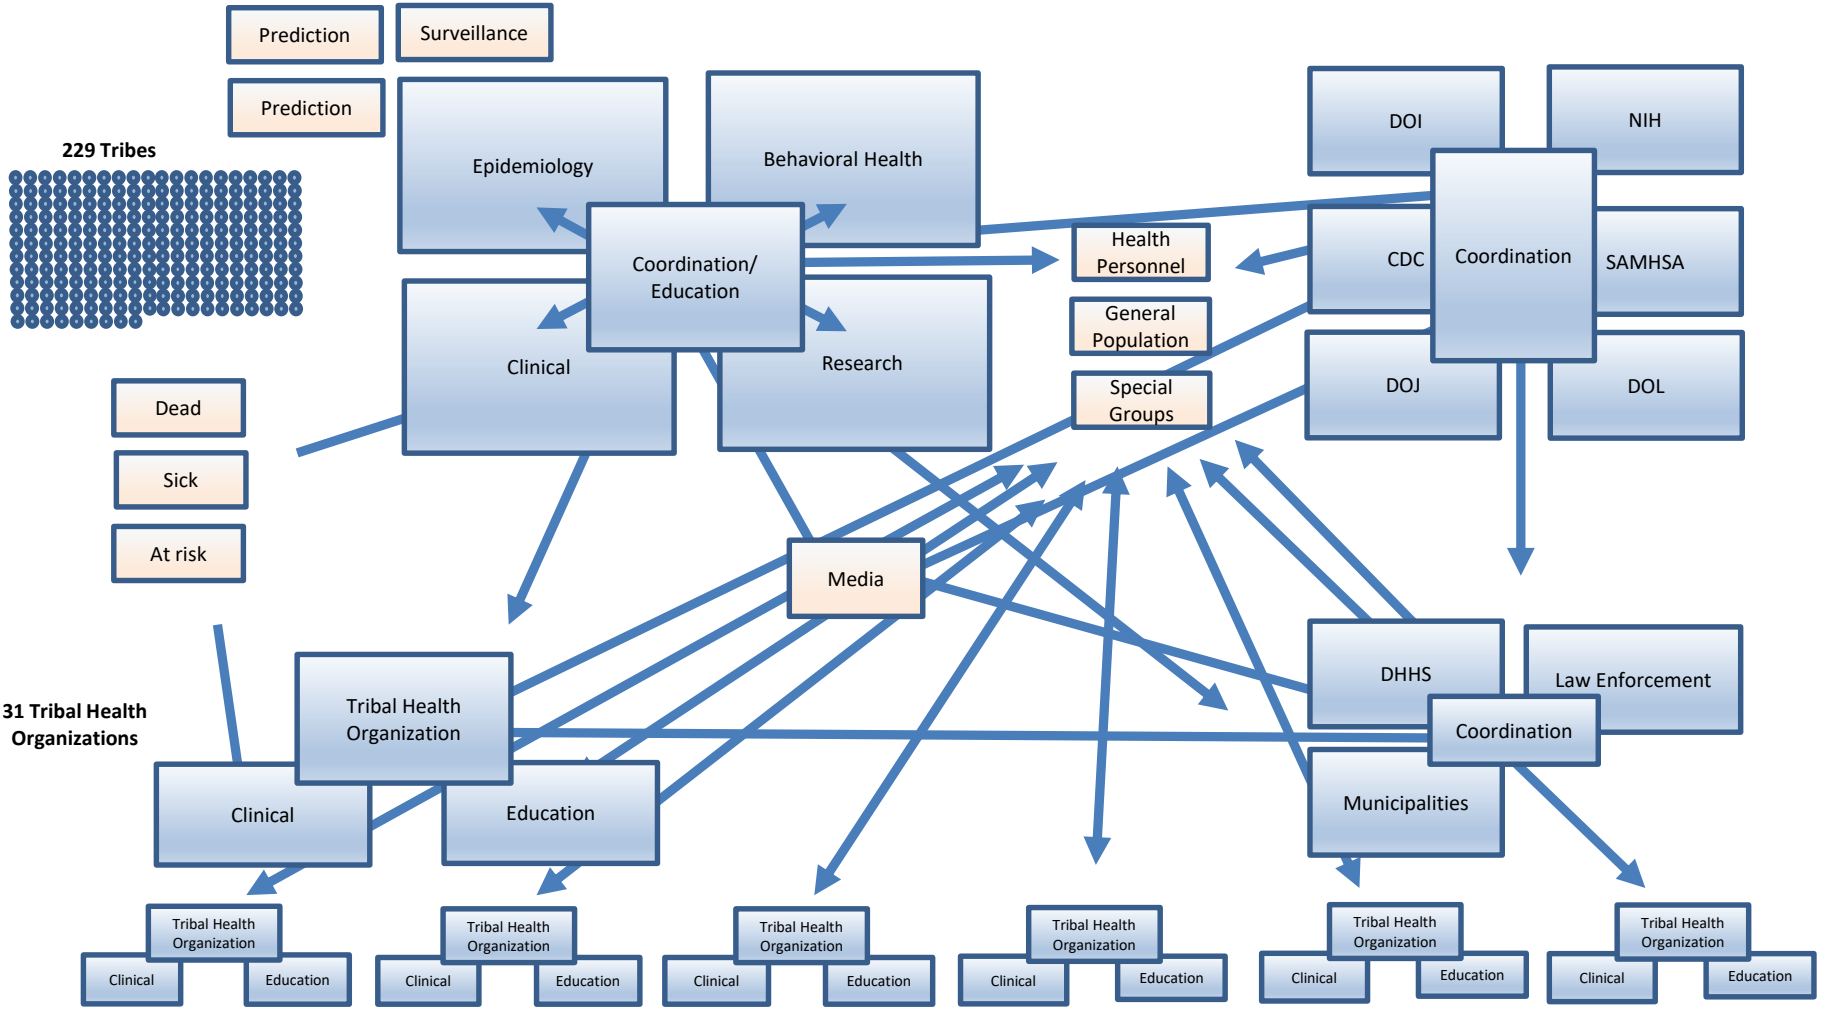 Prediction
Surveillance
Prediction
229 Tribes
Epidemiology
Behavioral Health
Coordination/
Education
Clinical
Research
Health
Personnel
General
Population
Special
Groups
DOI
NIH
CDC
Coordination
SAMHSA
DOJ
DOL
Dead
Sick
At risk
Media
31 Tribal Health
Organizations
Tribal Health
Organization
Clinical
Education
DHHS
Law Enforcement
Coordination
Municipalities
Tribal Health
Organization
Clinical
Education
Tribal Health
Organization
Clinical
Education
Tribal Health
Organization
Clinical
Education
Tribal Health
Organization
Clinical
Education
Tribal Health
Organization
Clinical
Education
Tribal Health
Organization
Clinical
Education